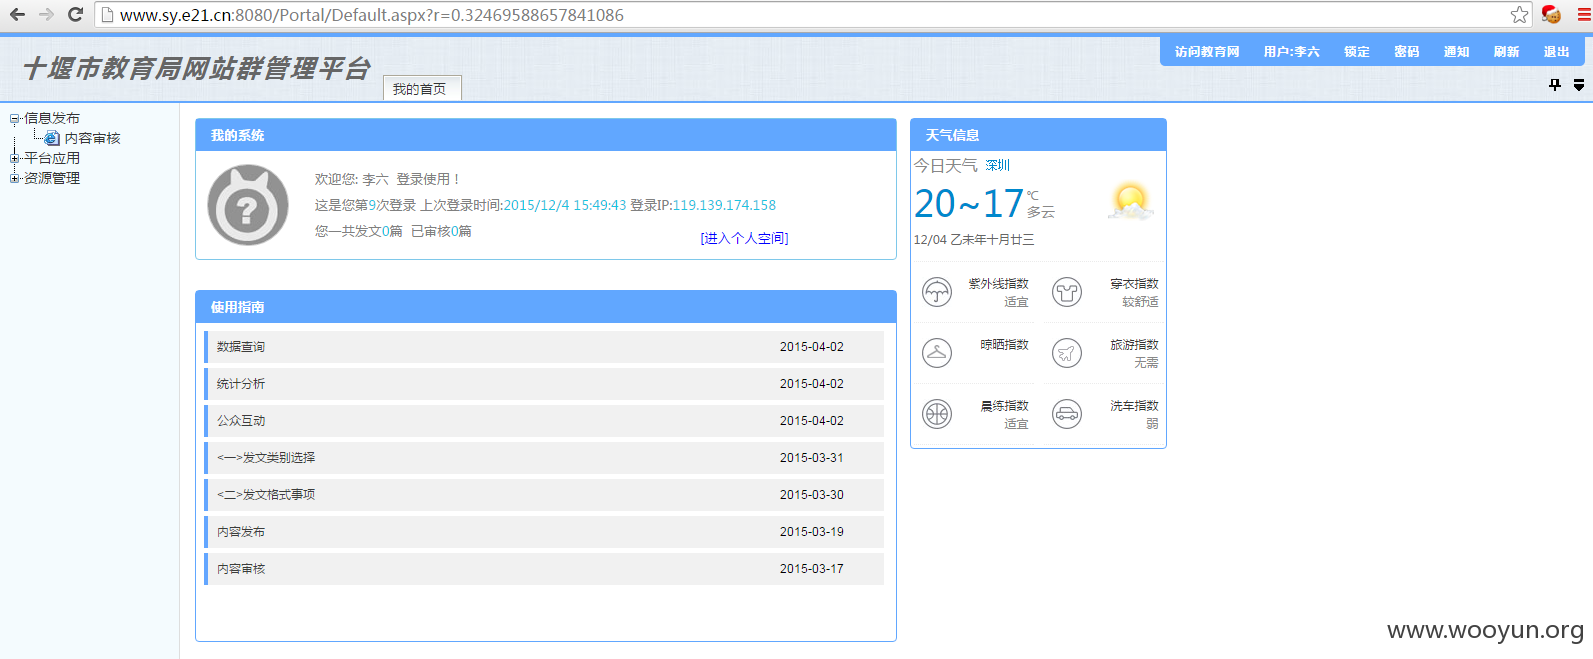 www.sy.e21.cn:8080/Portal/Default.aspx?r=0.32469588657841086
十堰市教育局网站群管理平台
我的首页
访问教育网 用户:李六 锁定 密码 通知 刷新 退出
信息发布
内容审核
平台应用
资源管理
我的系统
欢迎您: 李六 登录使用！
这是您第9次登录 上次登录时间:2015/12/4 15:49:43 登录IP:119.139.174.158
您一共发文0篇 已审核0篇
[进入个人空间]
使用指南
数据查询 2015-04-02
统计分析 2015-04-02
公众互动 2015-04-02
<一>发文类别选择 2015-03-31
<二>发文格式事项 2015-03-30
内容发布 2015-03-19
内容审核 2015-03-17
天气信息
今日天气 深圳
20~17℃
多云
12/04 乙未年十月廿三
紫外线指数
适宜
穿衣指数
较舒适
晾晒指数
旅游指数
无需
晨练指数
适宜
洗车指数
弱
www.wooyun.org